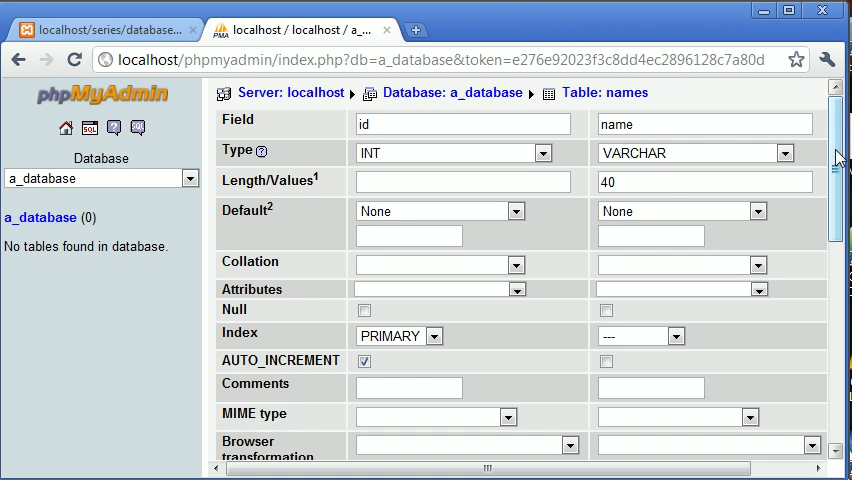 localhost/series/database...
localhost / localhost / a_...
localhost/phpmyadmin/index.php?db=a_database&token=e276e92023f3c8dd4ec2896128c7a80d
phpMyAdmin
SQL
Database
a_database
a_database (0)
No tables found in database.
Server: localhost Database: a_database Table: names
Field id name
Type INT VARCHAR
Length/Values1 40
Default2 None None
Collation
Attributes
Null
Index PRIMARY ---
AUTO_INCREMENT
Comments
MIME type
Browser
transformation